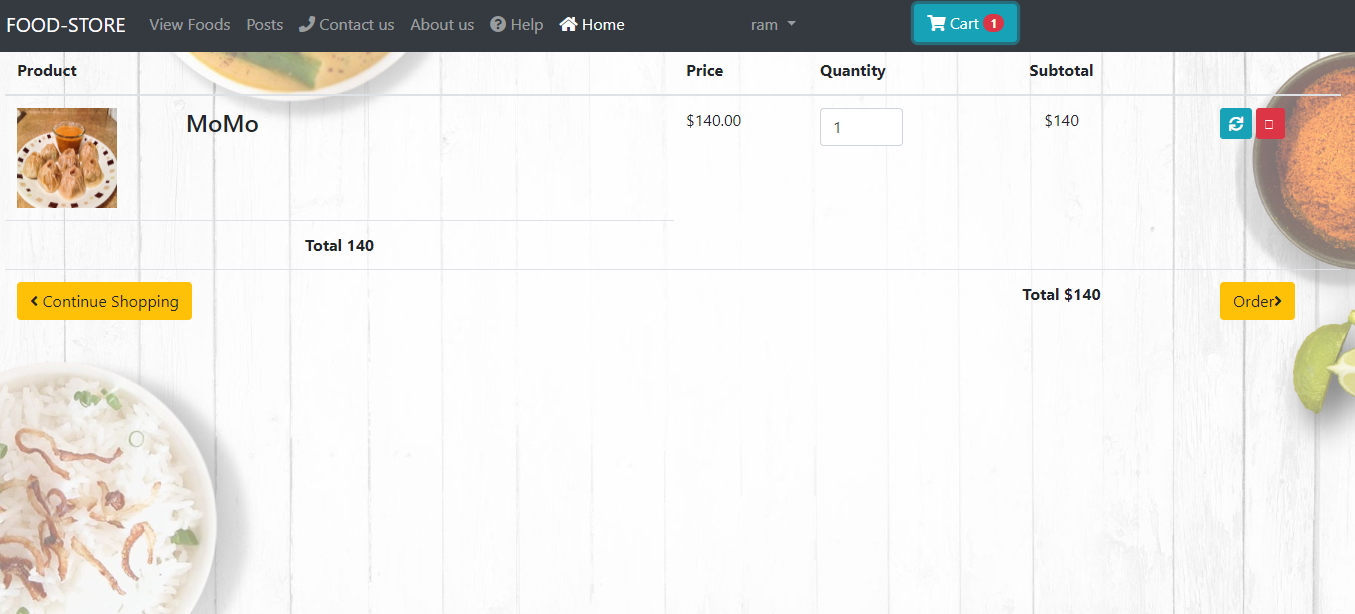 FOOD-STORE View Foods Posts Contact us About us Help Home ram Cart 1
Product Price Quantity Subtotal
MoMo $140.00 1 $140
Total 140
Continue Shopping Total $140 Order